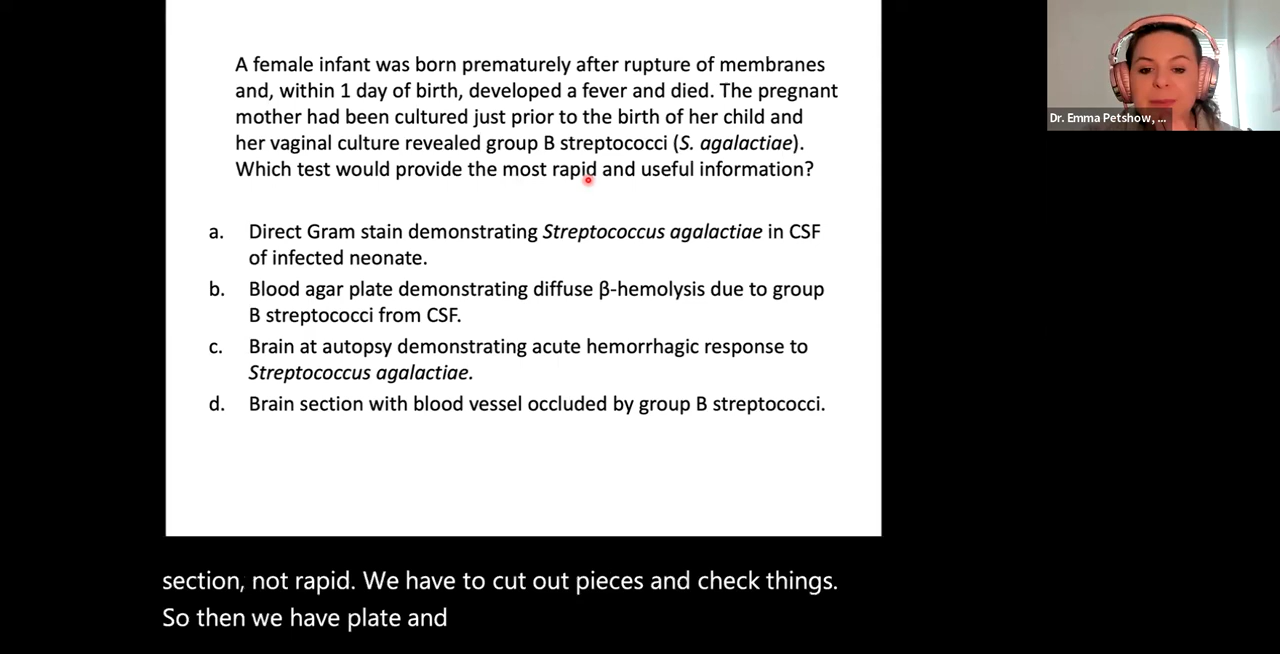 A female infant was born prematurely after rupture of membranes
and, within 1 day of birth, developed a fever and died. The pregnant
mother had been cultured just prior to the birth of her child and
her vaginal culture revealed group B streptococci (S. agalactiae).
Which test would provide the most rapid and useful information?
a. Direct Gram stain demonstrating Streptococcus agalactiae in CSF
of infected neonate.
b. Blood agar plate demonstrating diffuse β-hemolysis due to group
B streptococci from CSF.
c. Brain at autopsy demonstrating acute hemorrhagic response to
Streptococcus agalactiae.
d. Brain section with blood vessel occluded by group B streptococci.
Dr. Emma Petshow, ...
section, not rapid. We have to cut out pieces and check things.
So then we have plate and